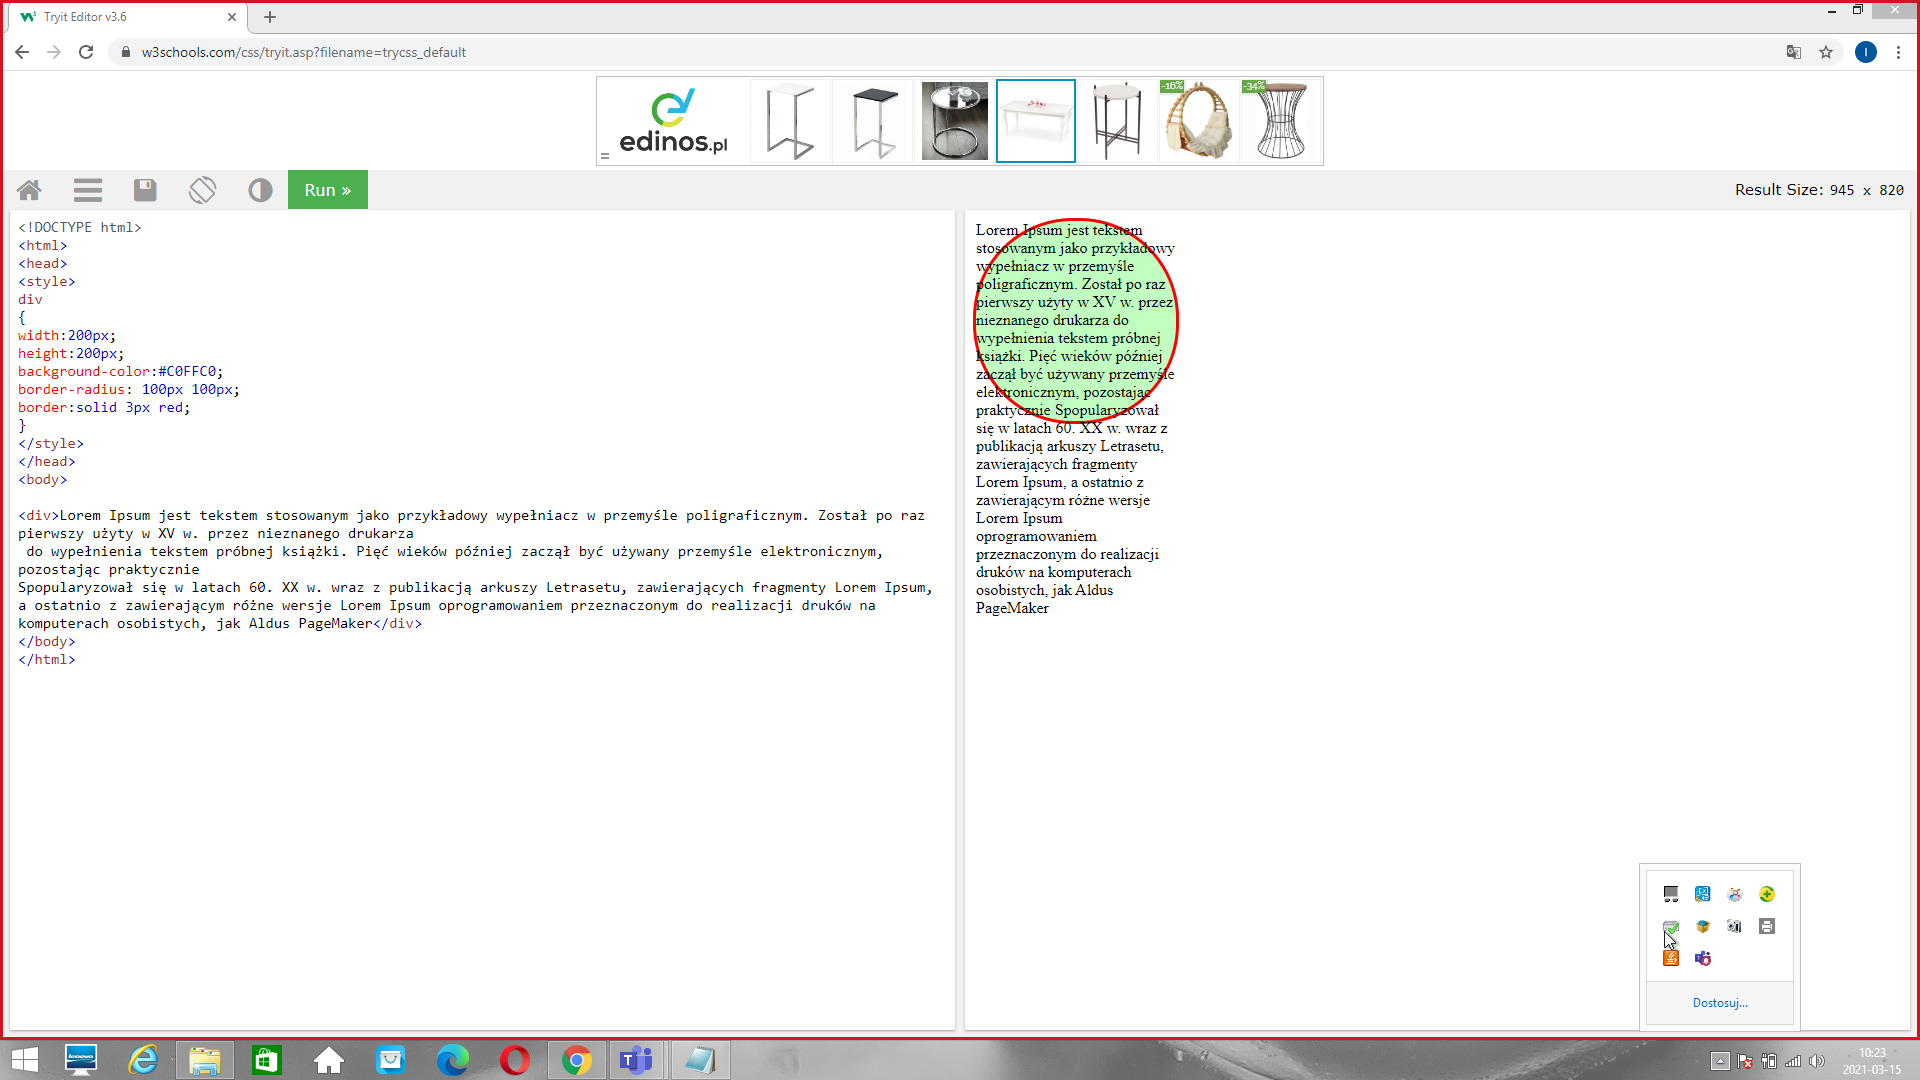 Tryit Editor v3.6
w3schools.com/css/tryit.asp?filename=trycss_default
I
edinos.pl
-16%
-34%
Run »
Result Size: 945 x 820
<!DOCTYPE html>
<html>
<head>
<style>
div
{
width:200px;
height:200px;
background-color:#C0FFC0;
border-radius: 100px 100px;
border:solid 3px red;
}
</style>
</head>
<body>
<div>Lorem Ipsum jest tekstem stosowanym jako przykładowy wypełniacz w przemyśle poligraficznym. Został po raz
pierwszy użyty w XV w. przez nieznanego drukarza
do wypełnienia tekstem próbnej książki. Pięć wieków później zaczął być używany przemyśle elektronicznym,
pozostając praktycznie
Spopularyzował się w latach 60. XX w. wraz z publikacją arkuszy Letrasetu, zawierających fragmenty Lorem Ipsum,
a ostatnio z zawierającym różne wersje Lorem Ipsum oprogramowaniem przeznaczonym do realizacji druków na
komputerach osobistych, jak Aldus PageMaker</div>
</body>
</html>
Lorem Ipsum jest tekstem
stosowanym jako przykładowy
wypełniacz w przemyśle
poligraficznym. Został po raz
pierwszy użyty w XV w. przez
nieznanego drukarza do
wypełnienia tekstem próbnej
książki. Pięć wieków później
zaczął być używany przemyśle
elektronicznym, pozostając
praktycznie Spopularyzował
się w latach 60. XX w. wraz z
publikacją arkuszy Letrasetu,
zawierających fragmenty
Lorem Ipsum, a ostatnio z
zawierającym różne wersje
Lorem Ipsum
oprogramowaniem
przeznaczonym do realizacji
druków na komputerach
osobistych, jak Aldus
PageMaker
Dostosuj...
lenovo
10:23
2021-03-15